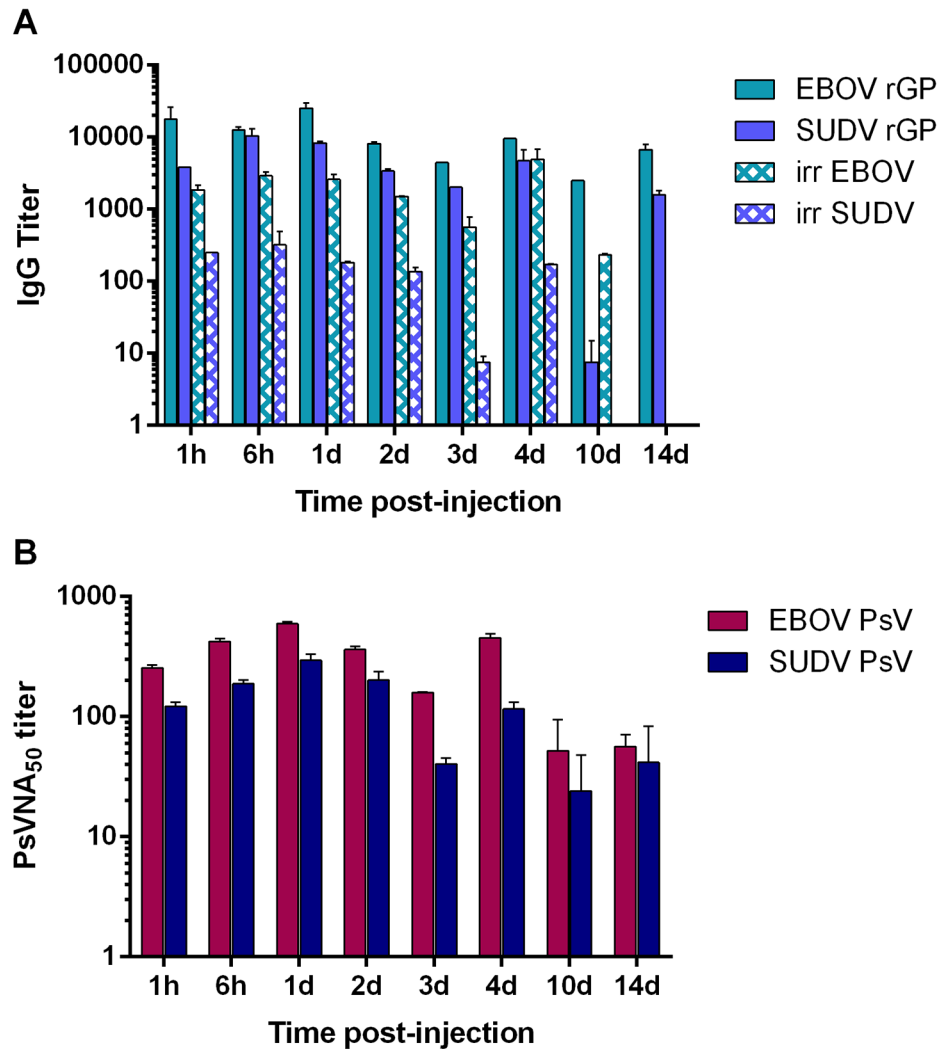 A
IgG Titer
100000
10000
1000
100
10
1
1h 6h 1d 2d 3d 4d 10d 14d
Time post-injection
EBOV rGP
SUDV rGP
irr EBOV
irr SUDV
B
PsVNA50 titer
1000
100
10
1
1h 6h 1d 2d 3d 4d 10d 14d
Time post-injection
EBOV PsV
SUDV PsV